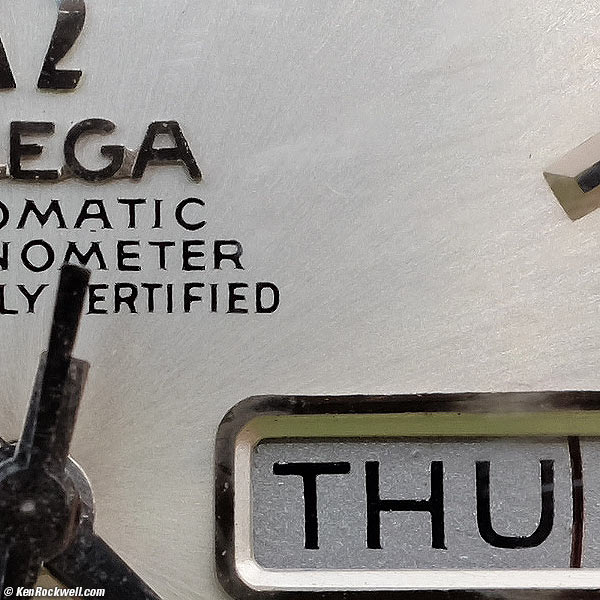 EGA
OMATIC
NOMETER
LY ERTIFIED
THU
© KenRockwell.com